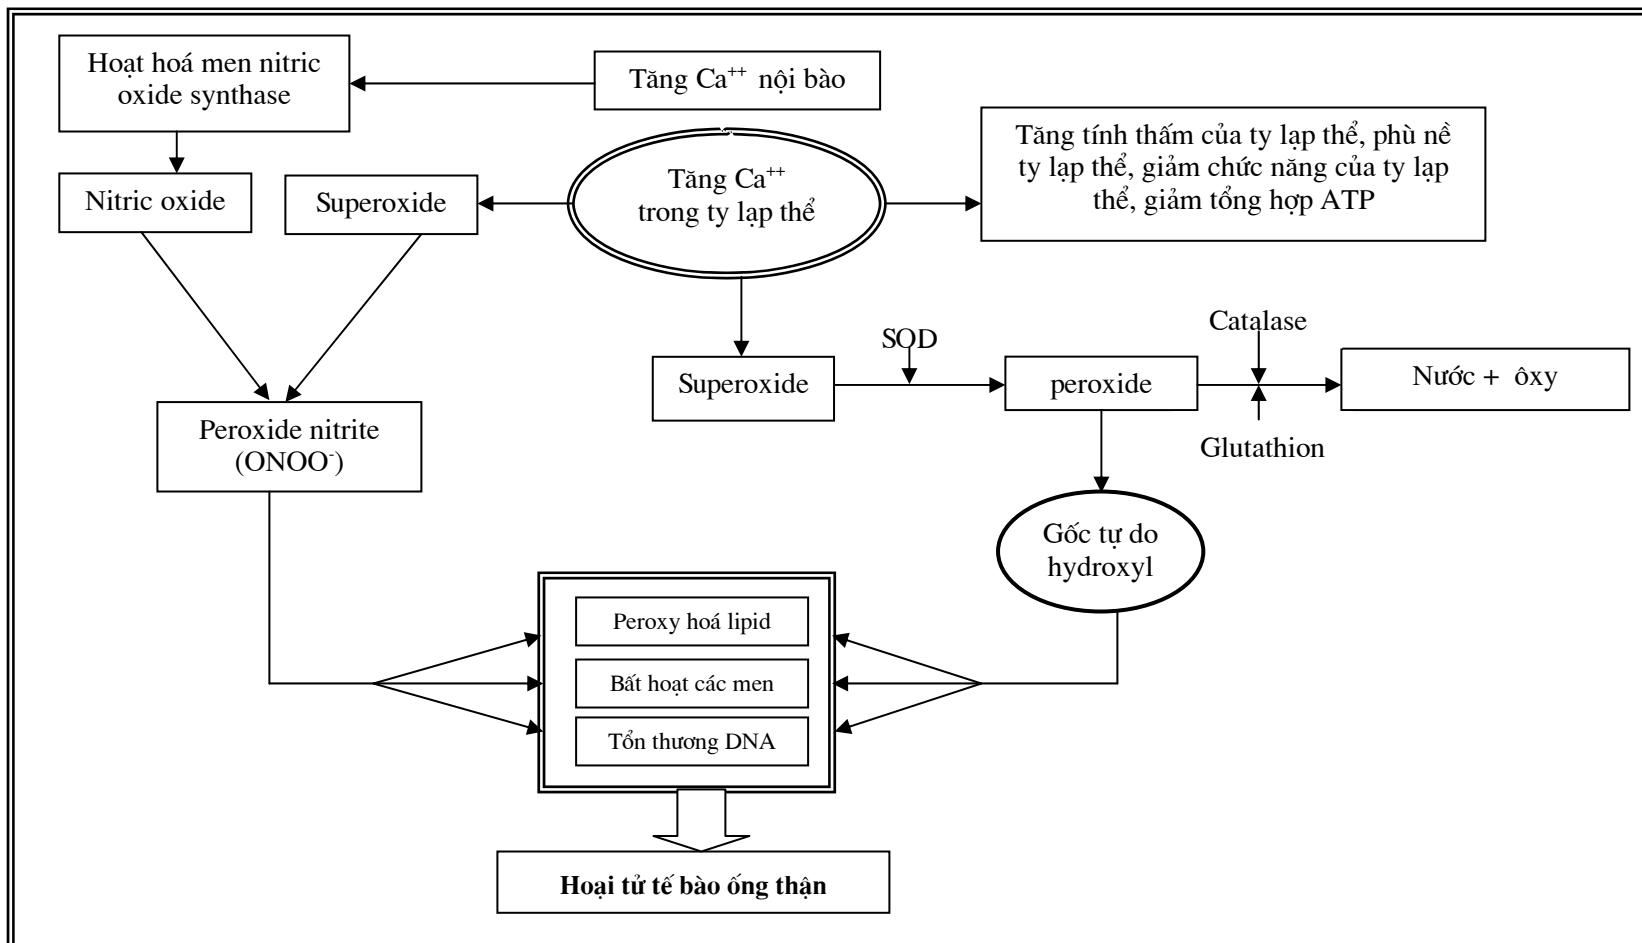 Hoạt hoá men nitric
oxide synthase
Tăng Ca⁺⁺ nội bào
Tăng tính thấm của ty lạp thể, phù nề
ty lạp thể, giảm chức năng của ty lạp
thể, giảm tổng hợp ATP
Tăng Ca⁺⁺
trong ty lạp thể
Nitric oxide
Superoxide
SOD
Catalase
Superoxide
peroxide
Nước + ôxy
Glutathion
Peroxide nitrite
(ONOO⁻)
Gốc tự do
hydroxyl
Peroxy hoá lipid
Bất hoạt các men
Tổn thương DNA
Hoại tử tế bào ống thận